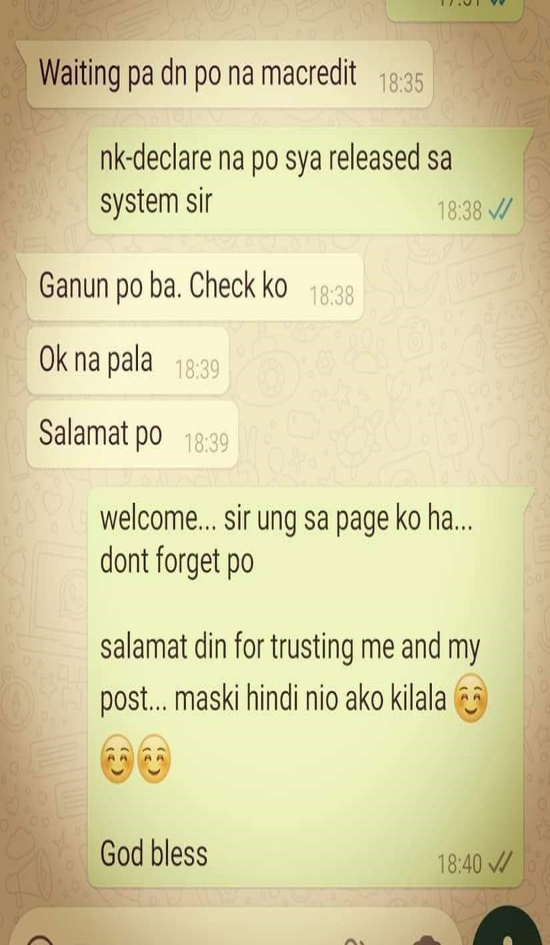 Waiting pa dn po na macredit 18:35
nk-declare na po sya released sa
system sir 18:38
Ganun po ba. Check ko 18:38
Ok na pala 18:39
Salamat po 18:39
welcome... sir ung sa page ko ha...
dont forget po
salamat din for trusting me and my
post... maski hindi nio ako kilala 😊
😊😊
God bless 18:40